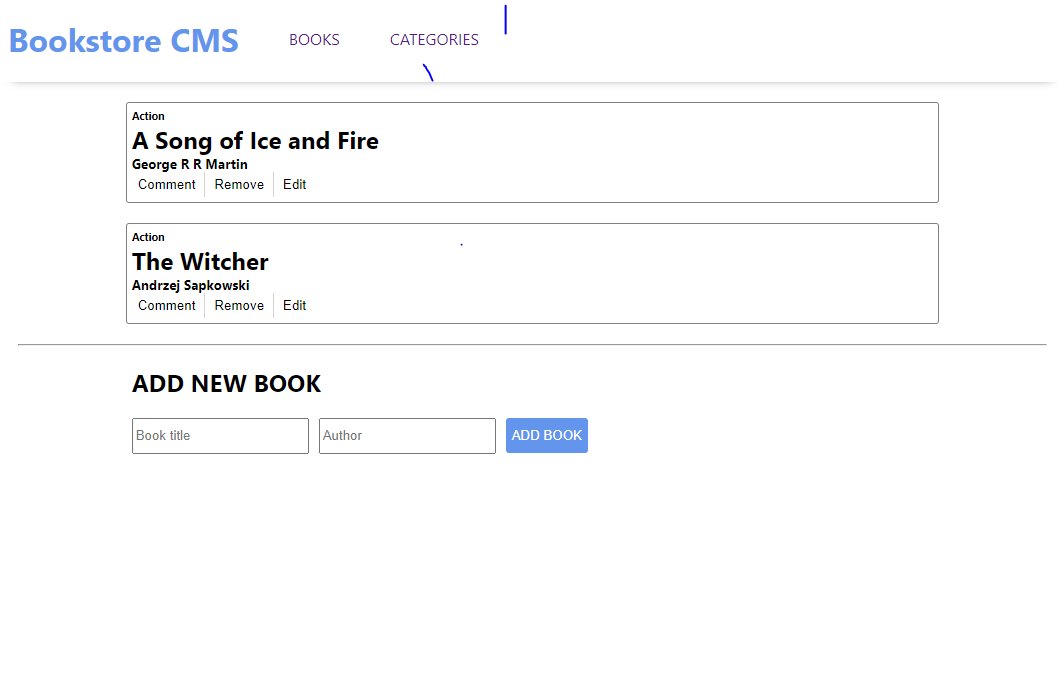 Bookstore CMS BOOKS CATEGORIES
Action
A Song of Ice and Fire
George R R Martin
Comment Remove Edit
Action
The Witcher
Andrzej Sapkowski
Comment Remove Edit
ADD NEW BOOK
Book title Author ADD BOOK